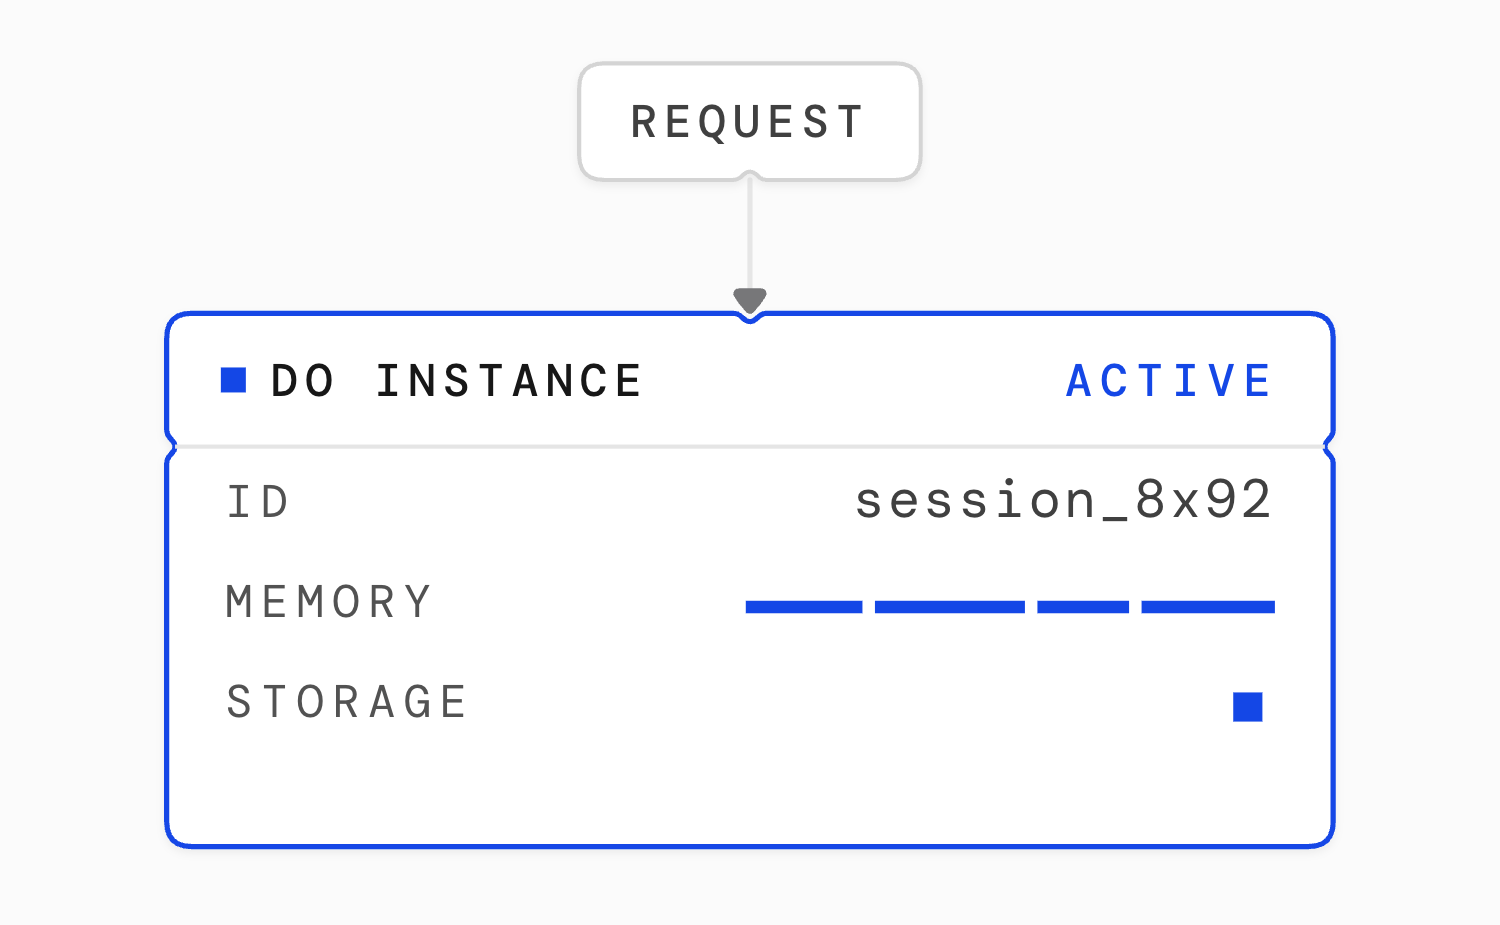 REQUEST
DO INSTANCE ACTIVE
ID session_8x92
MEMORY
STORAGE